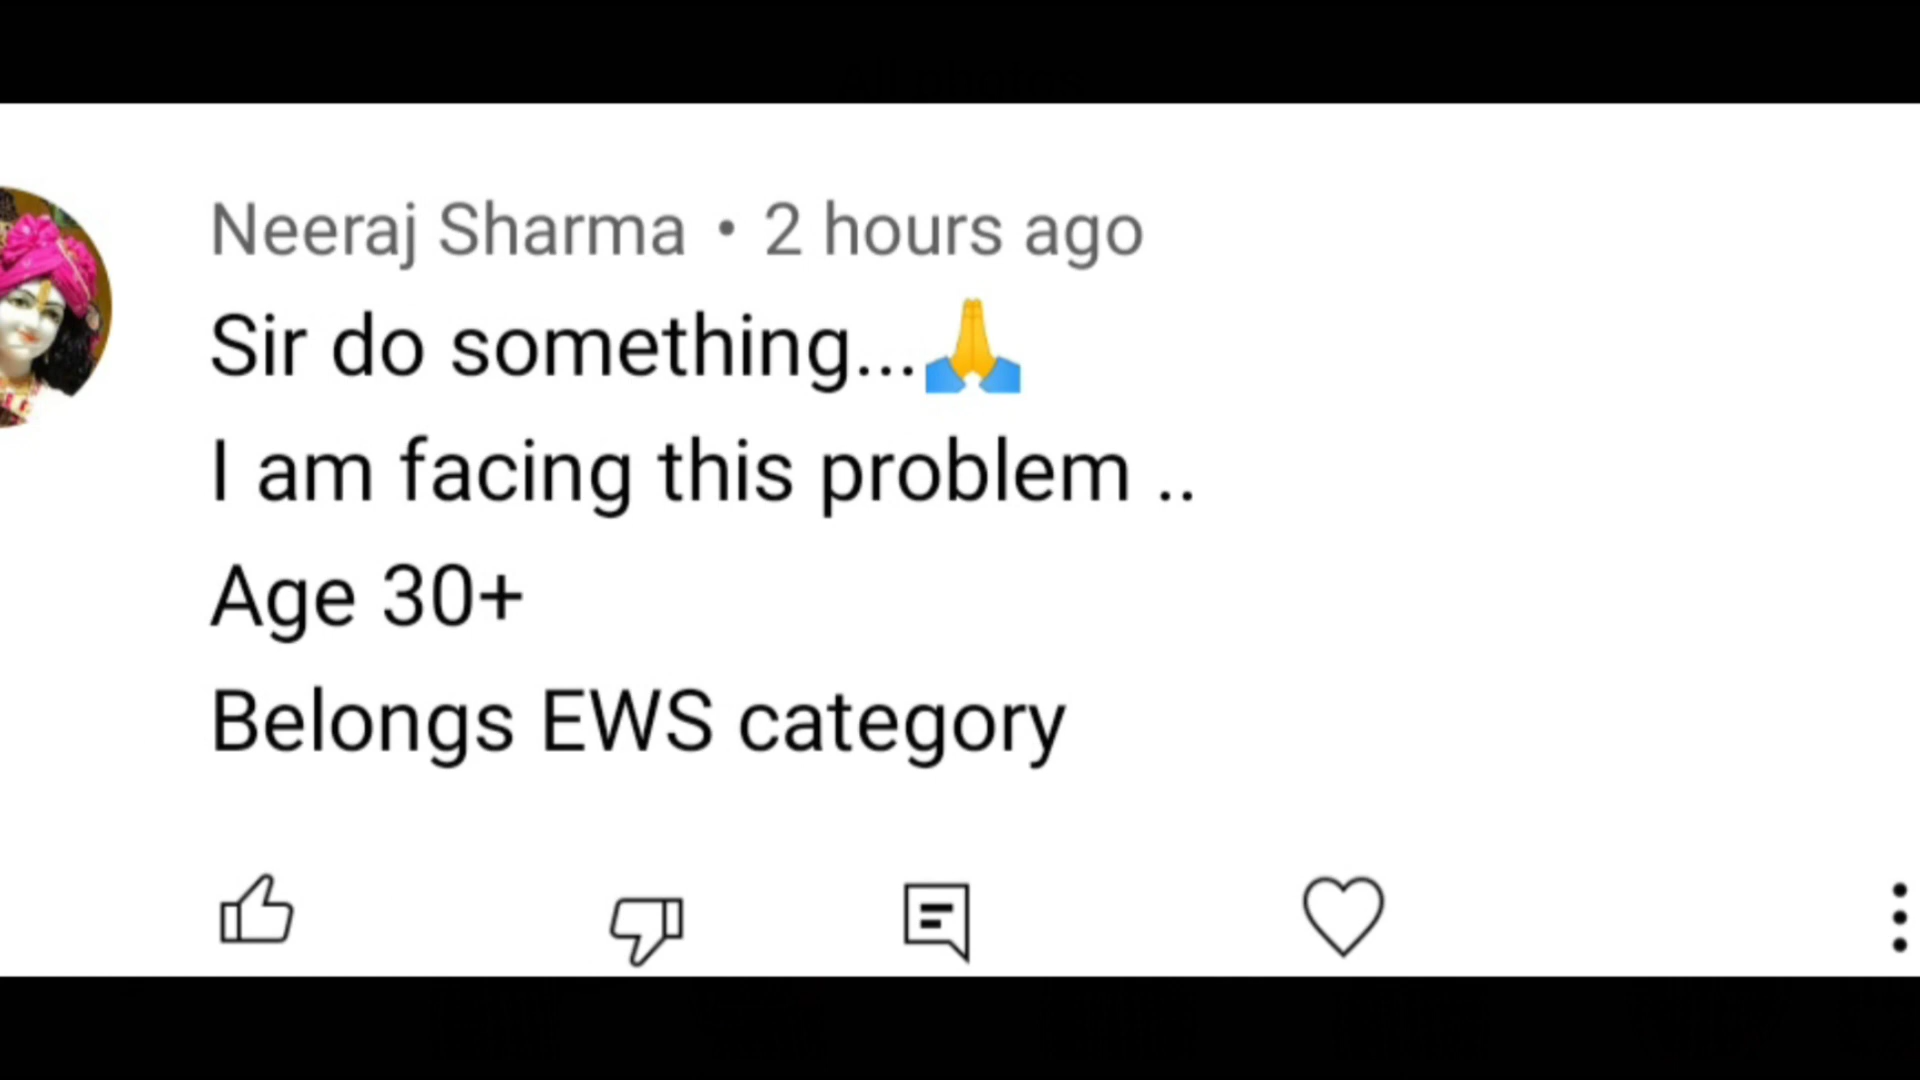 Neeraj Sharma • 2 hours ago
Sir do something...🙏
I am facing this problem ..
Age 30+
Belongs EWS category